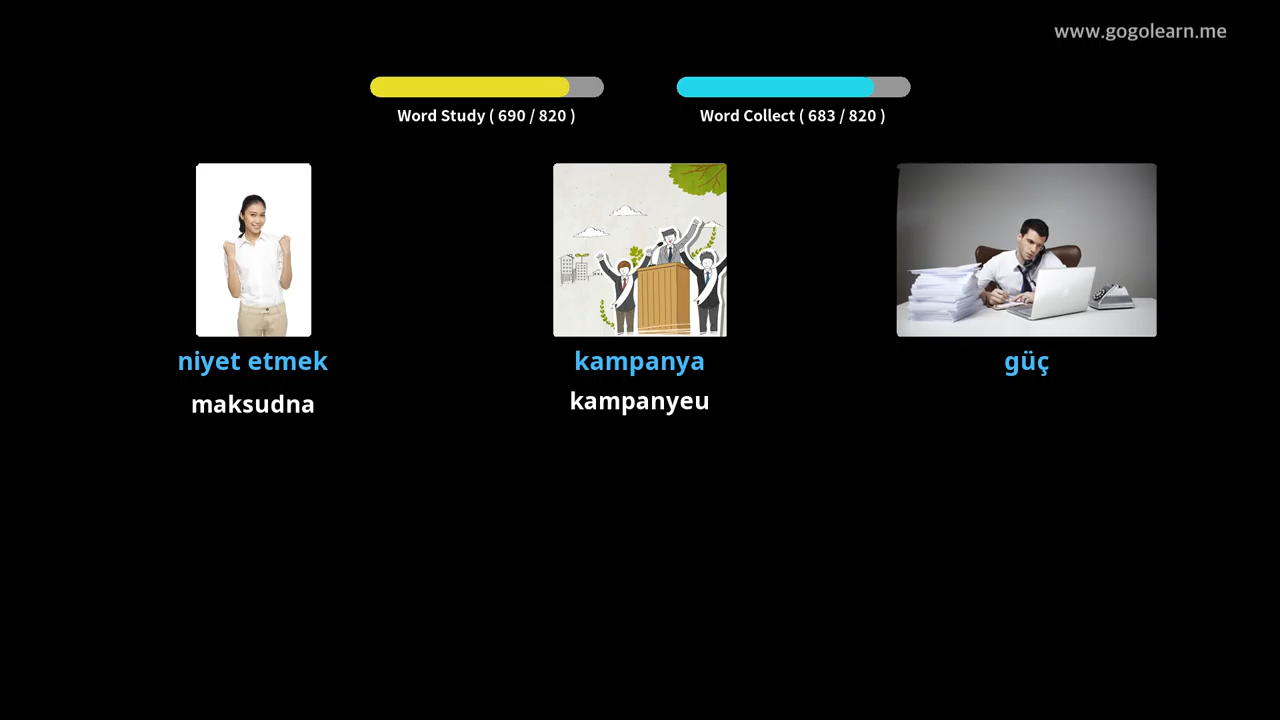 www.gogolearn.me
Word Study ( 690 / 820 )
Word Collect ( 683 / 820 )
niyet etmek
kampanya
güç
maksudna
kampanyeu